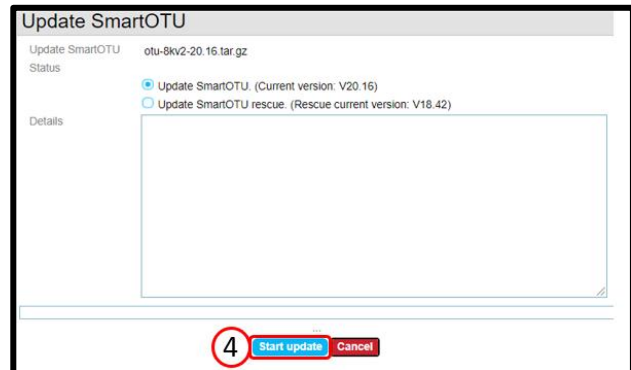 Update SmartOTU
Update SmartOTU otu-8kv2-20.16.tar.gz
Status
Update SmartOTU. (Current version: V20.16)
Update SmartOTU rescue. (Rescue current version: V18.42)
Details
...
4 Start update Cancel